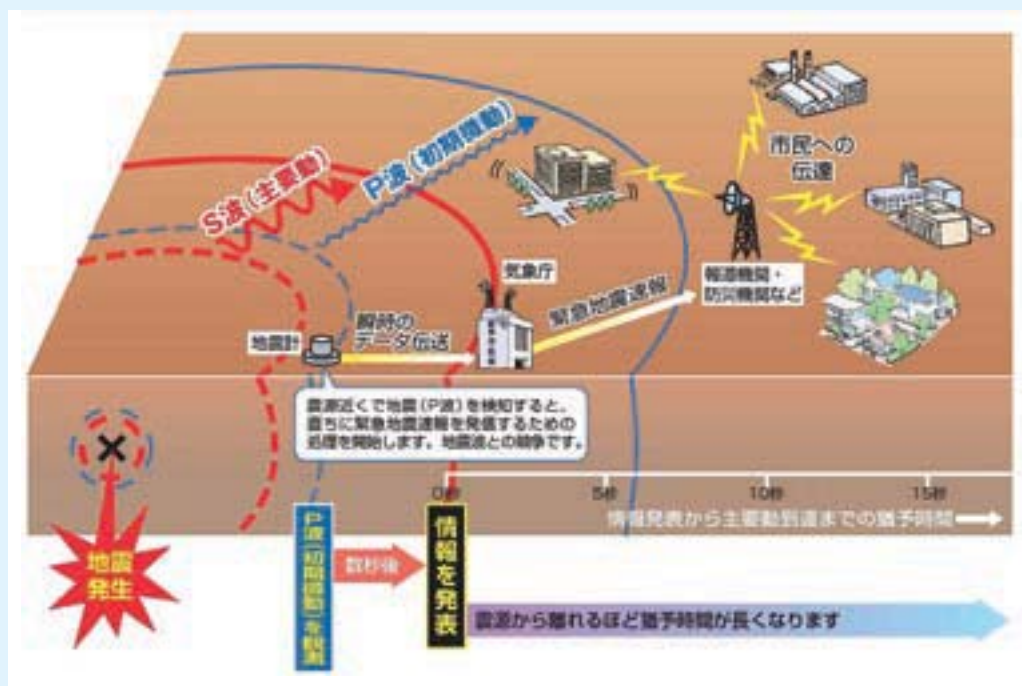 S波(主要動)
P波(初期微動)
市民への
伝達
気象庁
報道機関・
防災機関など
緊急地震速報
地震計
瞬時の
データ伝送
震源近くで地震(P波)を検知すると、
直ちに緊急地震速報を発信するための
処理を開始します。地震波との競争です。
0秒
5秒
10秒
15秒
情報発表から主要動到達までの猶予時間
地震
発生
P波(初期微動)を観測
数秒後
情報を発表
震源から離れるほど猶予時間が長くなります